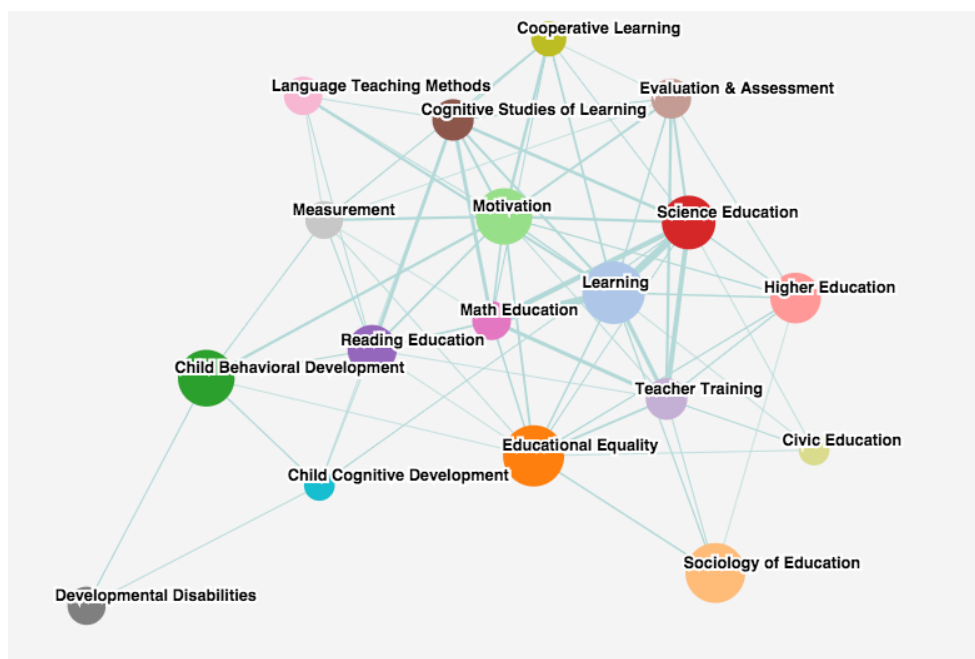 Cooperative Learning
Language Teaching Methods
Evaluation & Assessment
Cognitive Studies of Learning
Measurement
Motivation
Science Education
Learning
Higher Education
Math Education
Reading Education
Child Behavioral Development
Teacher Training
Educational Equality
Civic Education
Child Cognitive Development
Sociology of Education
Developmental Disabilities